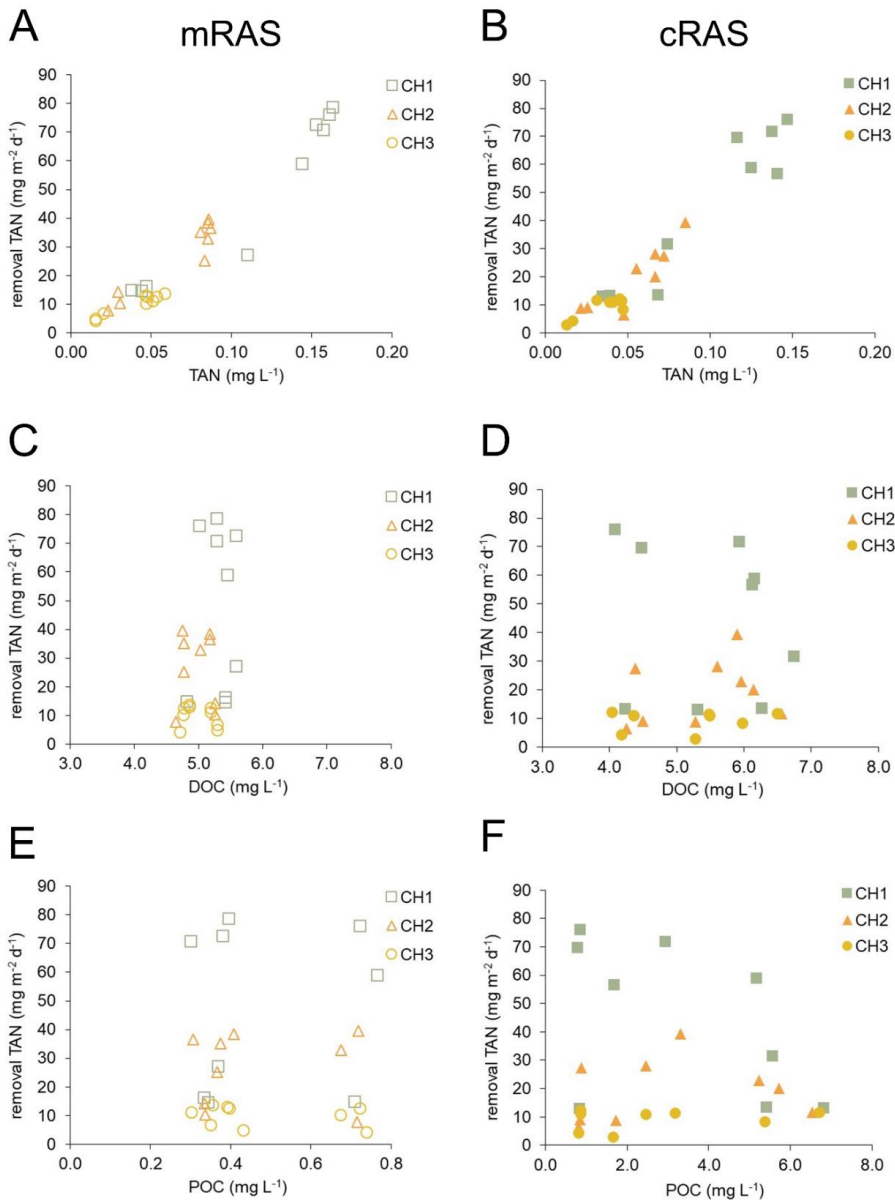 A mRAS
B cRAS
removal TAN (mg m⁻² d⁻¹)
90
80
70
60
50
40
30
20
10
0
0.00 0.05 0.10 0.15 0.20
TAN (mg L⁻¹)
CH1
CH2
CH3
removal TAN (mg m⁻² d⁻¹)
90
80
70
60
50
40
30
20
10
0
0.00 0.05 0.10 0.15 0.20
TAN (mg L⁻¹)
CH1
CH2
CH3
C
removal TAN (mg m⁻² d⁻¹)
90
80
70
60
50
40
30
20
10
0
3.0 4.0 5.0 6.0 7.0 8.0
DOC (mg L⁻¹)
CH1
CH2
CH3
D
removal TAN (mg m⁻² d⁻¹)
90
80
70
60
50
40
30
20
10
0
3.0 4.0 5.0 6.0 7.0 8.0
DOC (mg L⁻¹)
CH1
CH2
CH3
E
removal TAN (mg m⁻² d⁻¹)
90
80
70
60
50
40
30
20
10
0
0.0 0.2 0.4 0.6 0.8
POC (mg L⁻¹)
CH1
CH2
CH3
F
removal TAN (mg m⁻² d⁻¹)
90
80
70
60
50
40
30
20
10
0
0.0 2.0 4.0 6.0 8.0
POC (mg L⁻¹)
CH1
CH2
CH3